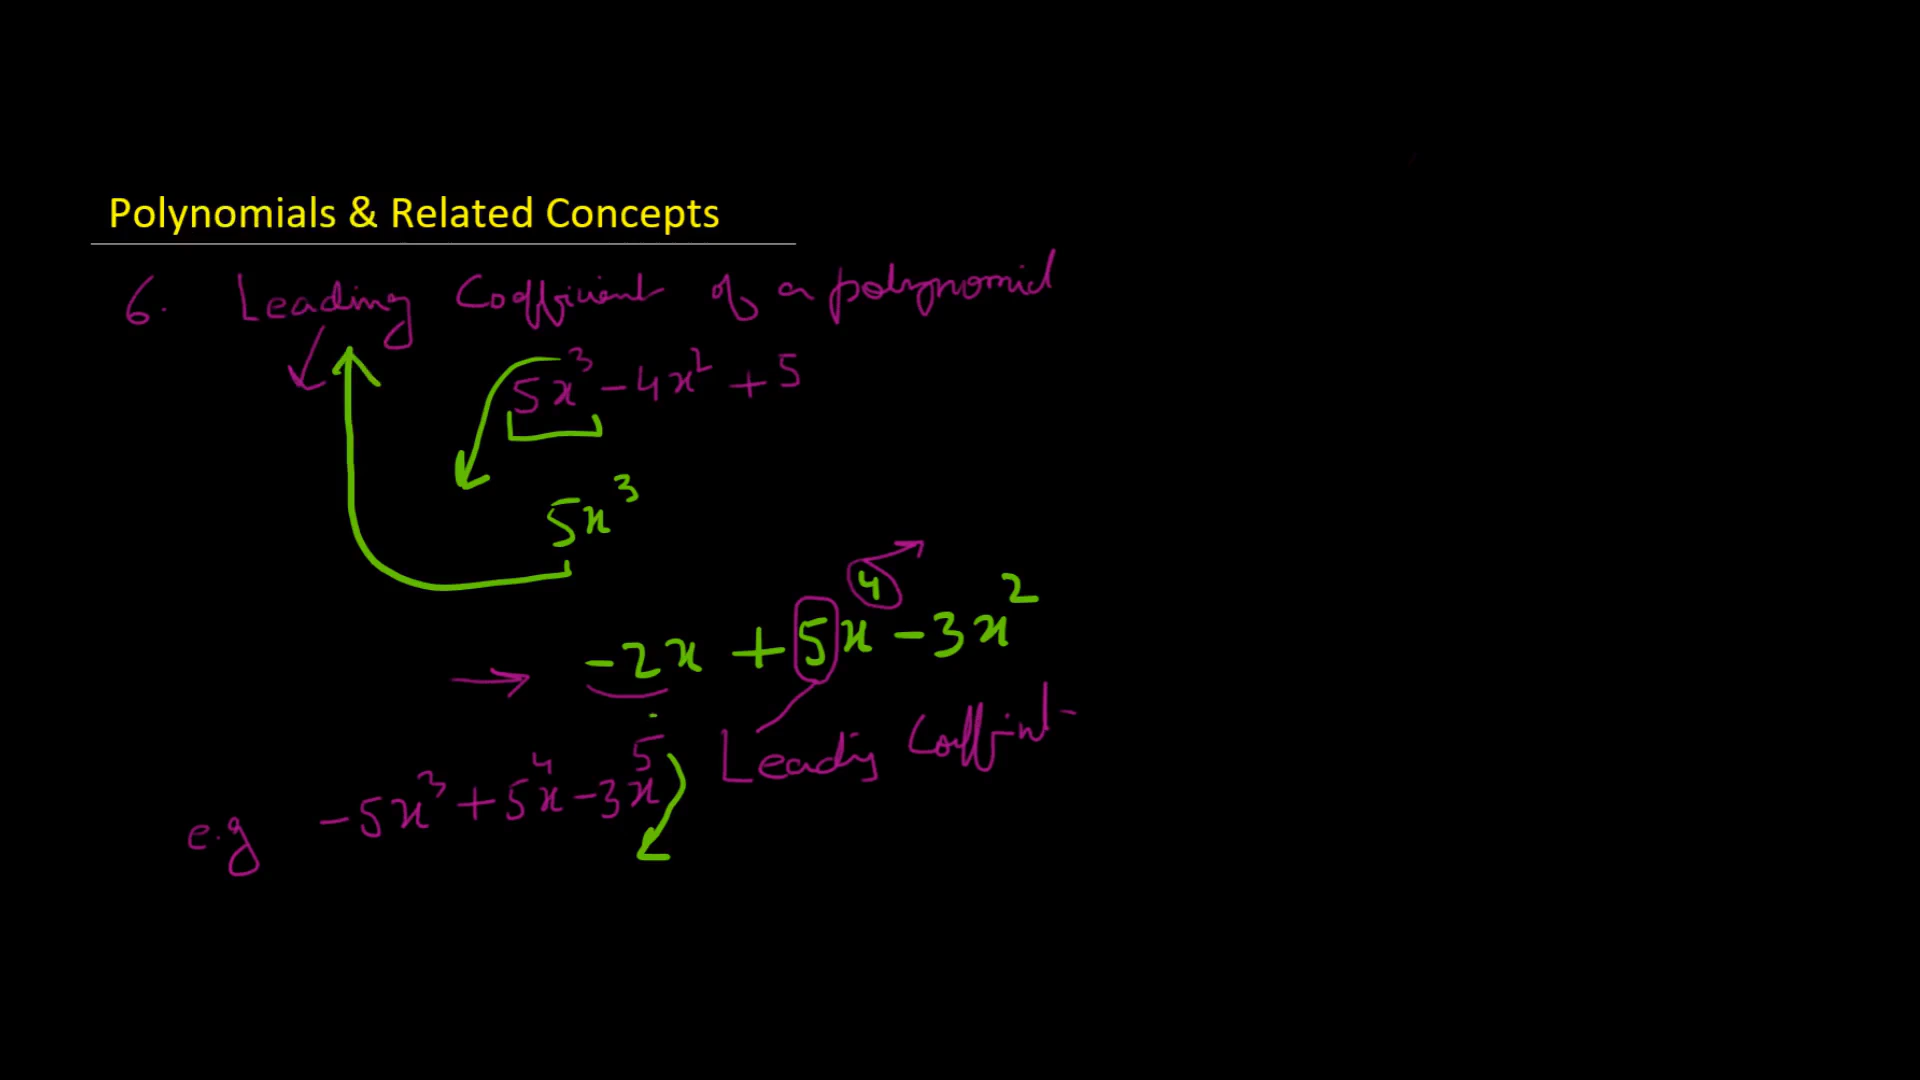 Polynomials & Related Concepts
6. Leading Coefficient of a polynomial
5x³ - 4x² + 5
5x³
-2x + 5x⁴ - 3x²
Leading Coefficient
e.g -5x³ + 5x⁴ - 3x⁵